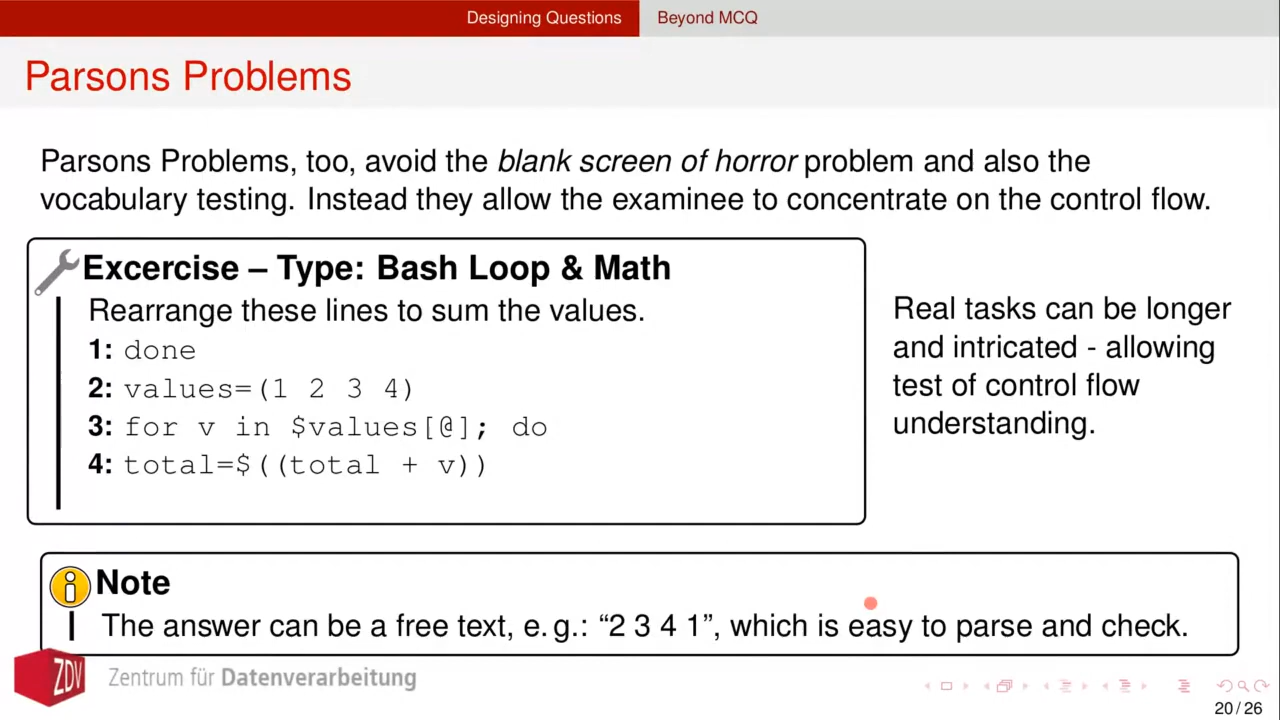 Designing Questions Beyond MCQ
Parsons Problems
Parsons Problems, too, avoid the blank screen of horror problem and also the
vocabulary testing. Instead they allow the examinee to concentrate on the control flow.
Excercise – Type: Bash Loop & Math
Rearrange these lines to sum the values.
1: done
2: values=(1 2 3 4)
3: for v in $values[@]; do
4: total=$((total + v))
Real tasks can be longer
and intricated - allowing
test of control flow
understanding.
Note
The answer can be a free text, e. g.: “2 3 4 1”, which is easy to parse and check.
ZDV
Zentrum für Datenverarbeitung
20 / 26